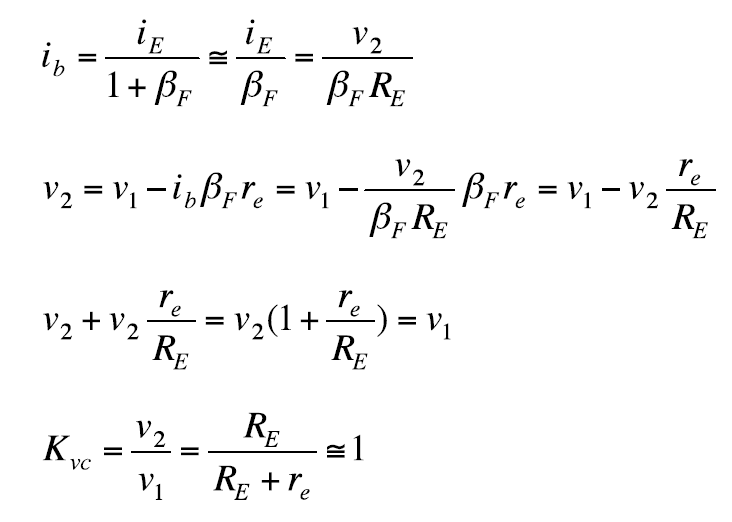 i_b = i_E / (1 + β_F) ≅ i_E / β_F = v_2 / (β_F R_E)
v_2 = v_1 − i_b β_F r_e = v_1 − (v_2 / (β_F R_E)) β_F r_e = v_1 − v_2 (r_e / R_E)
v_2 + v_2 (r_e / R_E) = v_2 (1 + r_e / R_E) = v_1
K_vc = v_2 / v_1 = R_E / (R_E + r_e) ≅ 1